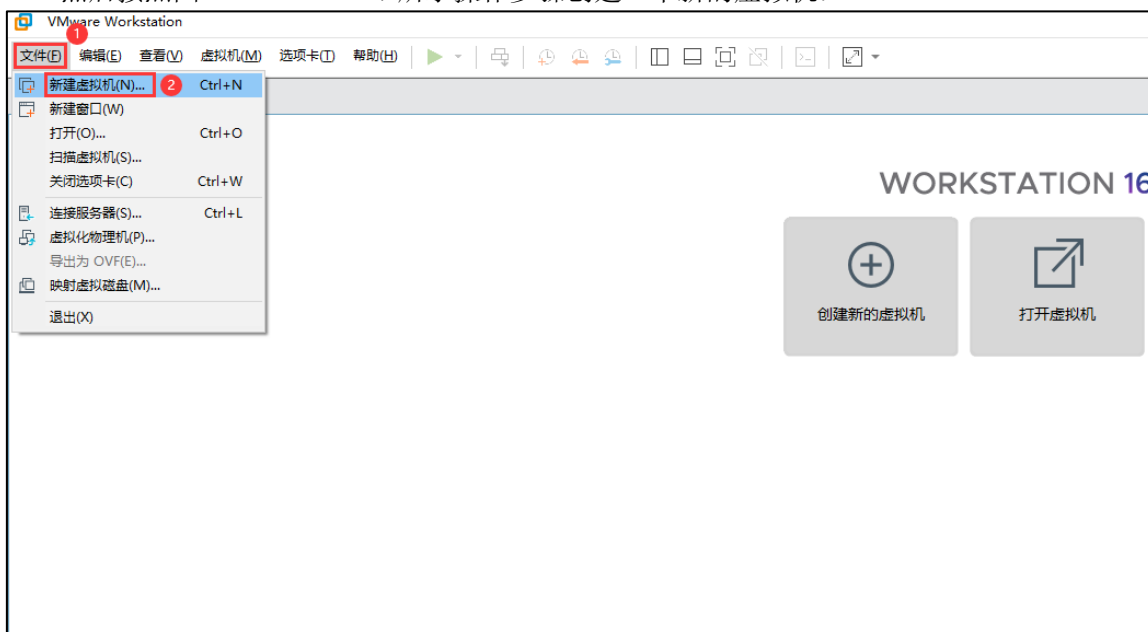 VMware Workstation
1
文件(F) 编辑(E) 查看(V) 虚拟机(M) 选项卡(T) 帮助(H)
新建虚拟机(N)... 2 Ctrl+N
新建窗口(W)
打开(O)... Ctrl+O
扫描虚拟机(S)...
关闭选项卡(C) Ctrl+W
连接服务器(S)... Ctrl+L
虚拟化物理机(P)...
导出为 OVF(E)...
映射虚拟磁盘(M)...
退出(X)
WORKSTATION 16
创建新的虚拟机 打开虚拟机